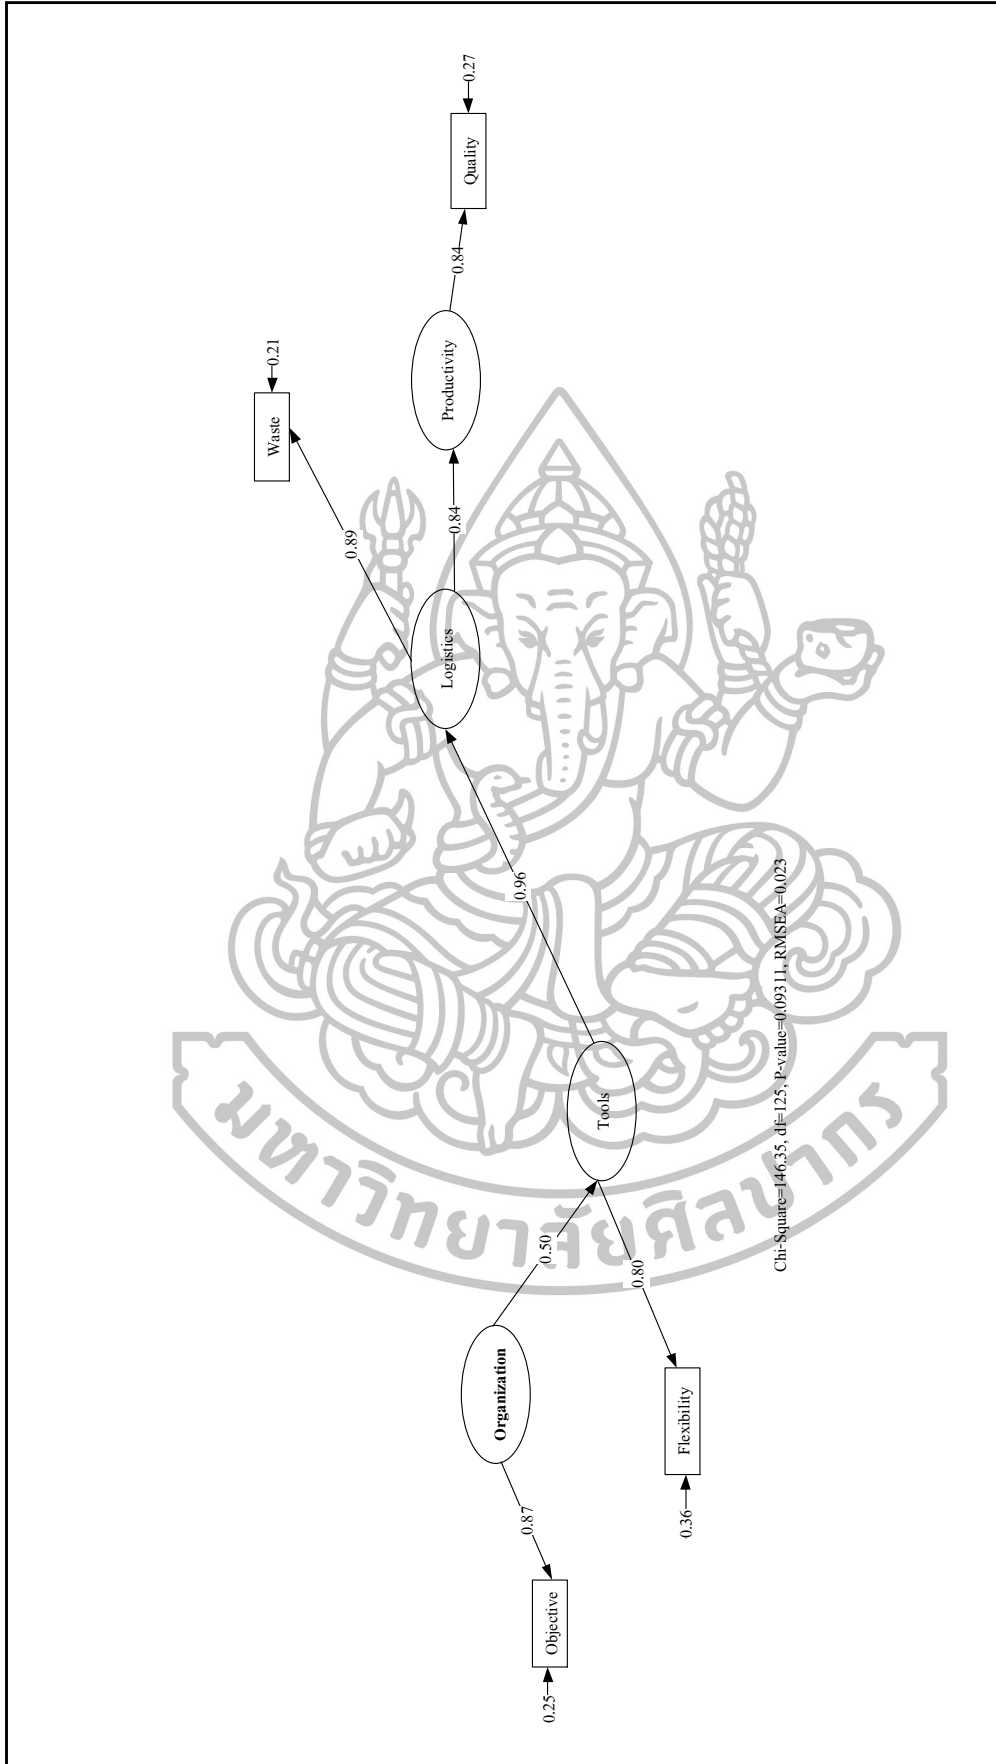 0.25
Objective
0.87
Organization
0.50
Tools
0.80
Flexibility
0.36
0.96
Logistics
0.89
Waste
0.21
0.84
Productivity
0.84
Quality
0.27
Chi-Square=146.35, df=125, P-value=0.09311, RMSEA=0.023
มหาวิทยาลัยศิลปากร